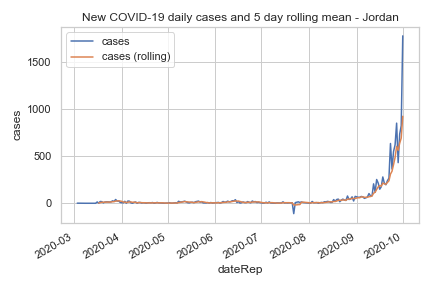 New COVID-19 daily cases and 5 day rolling mean - Jordan
cases
cases (rolling)
1500
1000
500
0
cases
2020-03
2020-04
2020-05
2020-06
2020-07
2020-08
2020-09
2020-10
dateRep